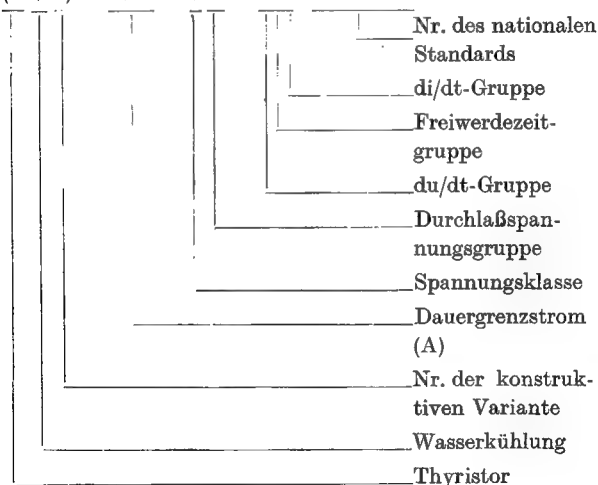 Nr. des nationalen
Standards
di/dt-Gruppe
Freiwerdezeit-
gruppe
du/dt-Gruppe
Durchlaßspan-
nungsgruppe
Spannungsklasse
Dauergrenzstrom
(A)
Nr. der konstruk-
tiven Variante
Wasserkühlung
Thyristor